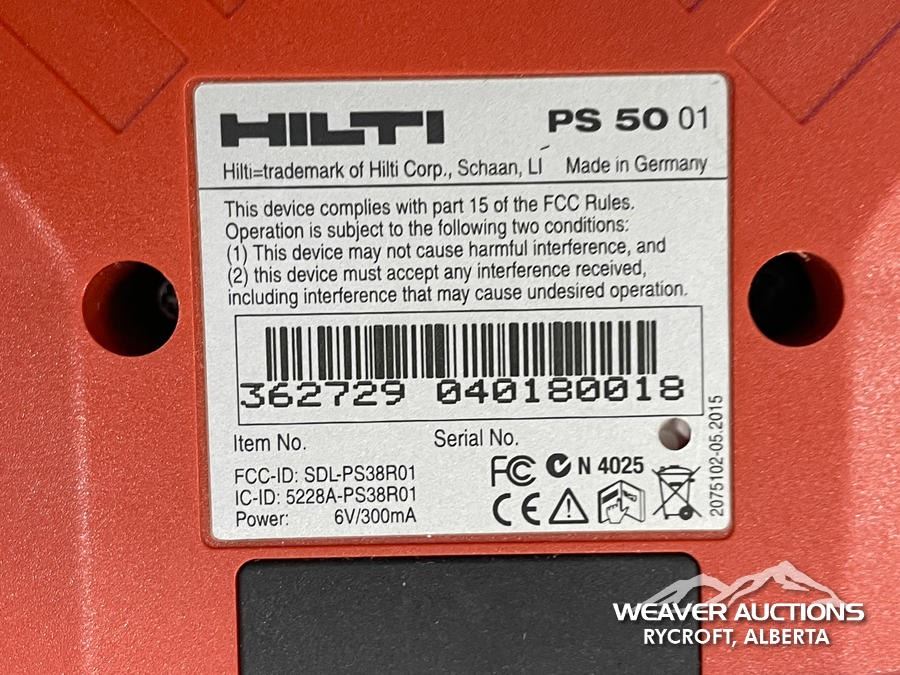 HILTI PS 50 01
Hilti=trademark of Hilti Corp., Schaan, LI Made in Germany
This device complies with part 15 of the FCC Rules.
Operation is subject to the following two conditions:
(1) This device may not cause harmful interference, and
(2) this device must accept any interference received,
including interference that may cause undesired operation.
362729 040180018
Item No. Serial No.
FCC-ID: SDL-PS38R01
IC-ID: 5228A-PS38R01
Power: 6V/300mA
FC N 4025
CE
2075102-05.2015
WEAVER AUCTIONS
RYCROFT, ALBERTA